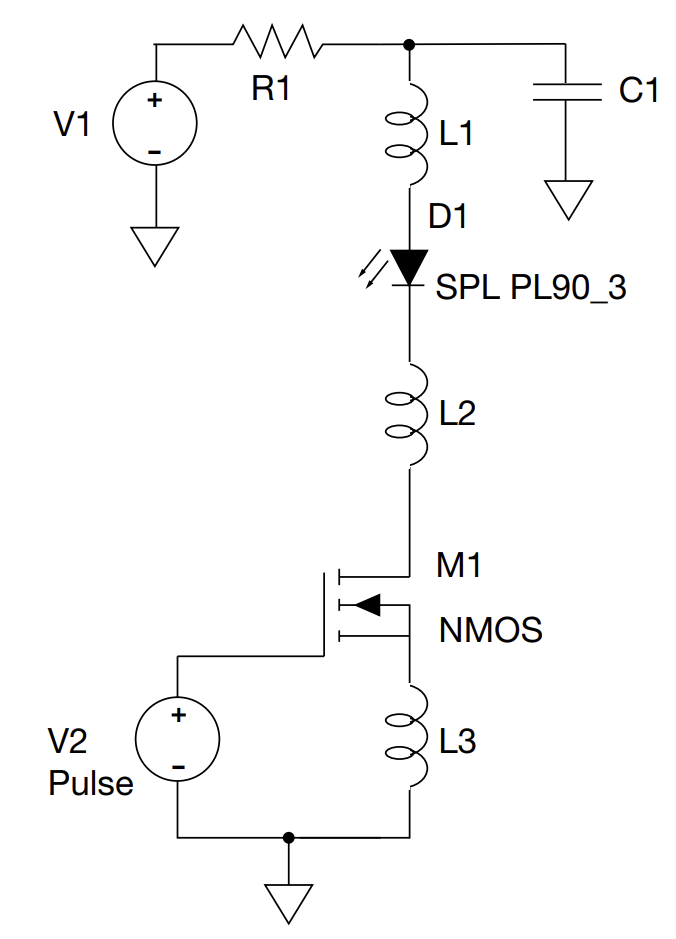 R1
C1
V1
+
−
L1
D1
SPL PL90_3
L2
M1
NMOS
+
−
V2
Pulse
L3